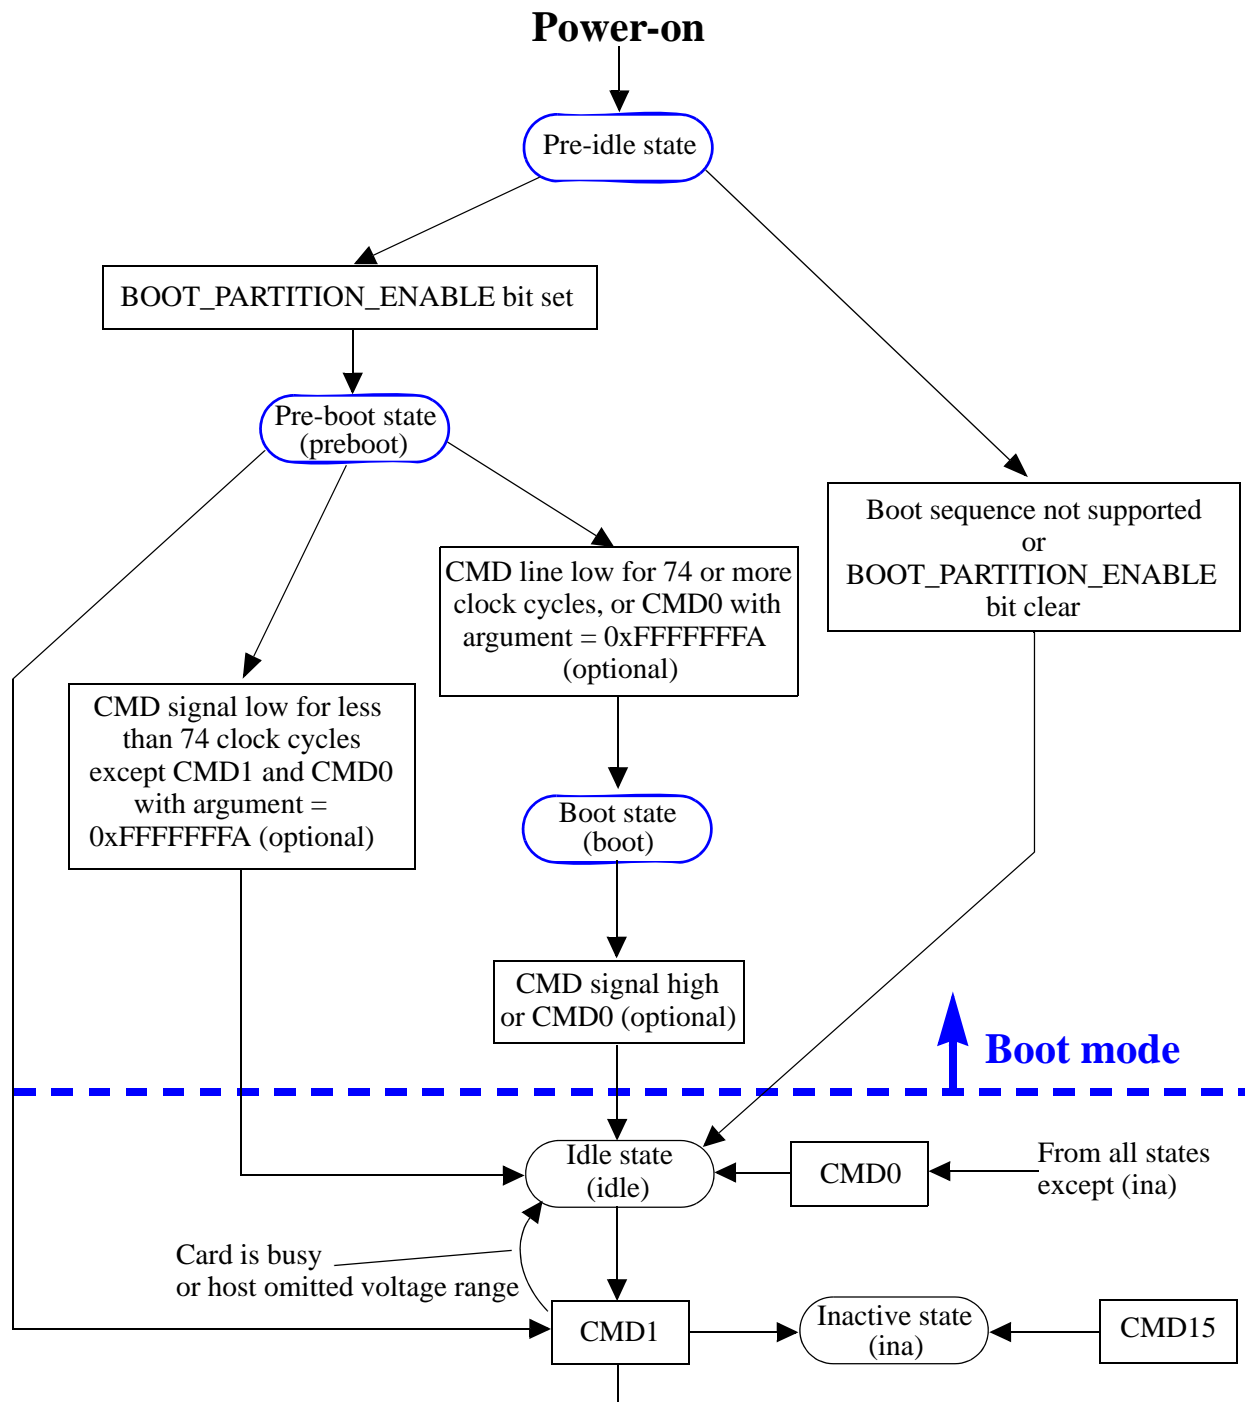 Power-on
Pre-idle state
BOOT_PARTITION_ENABLE bit set
Pre-boot state
(preboot)
Boot sequence not supported
or
BOOT_PARTITION_ENABLE
bit clear
CMD line low for 74 or more
clock cycles, or CMD0 with
argument = 0xFFFFFFFA
(optional)
CMD signal low for less
than 74 clock cycles
except CMD1 and CMD0
with argument =
0xFFFFFFFA (optional)
Boot state
(boot)
CMD signal high
or CMD0 (optional)
Boot mode
Idle state
(idle)
CMD0
From all states
except (ina)
Card is busy
or host omitted voltage range
CMD1
Inactive state
(ina)
CMD15